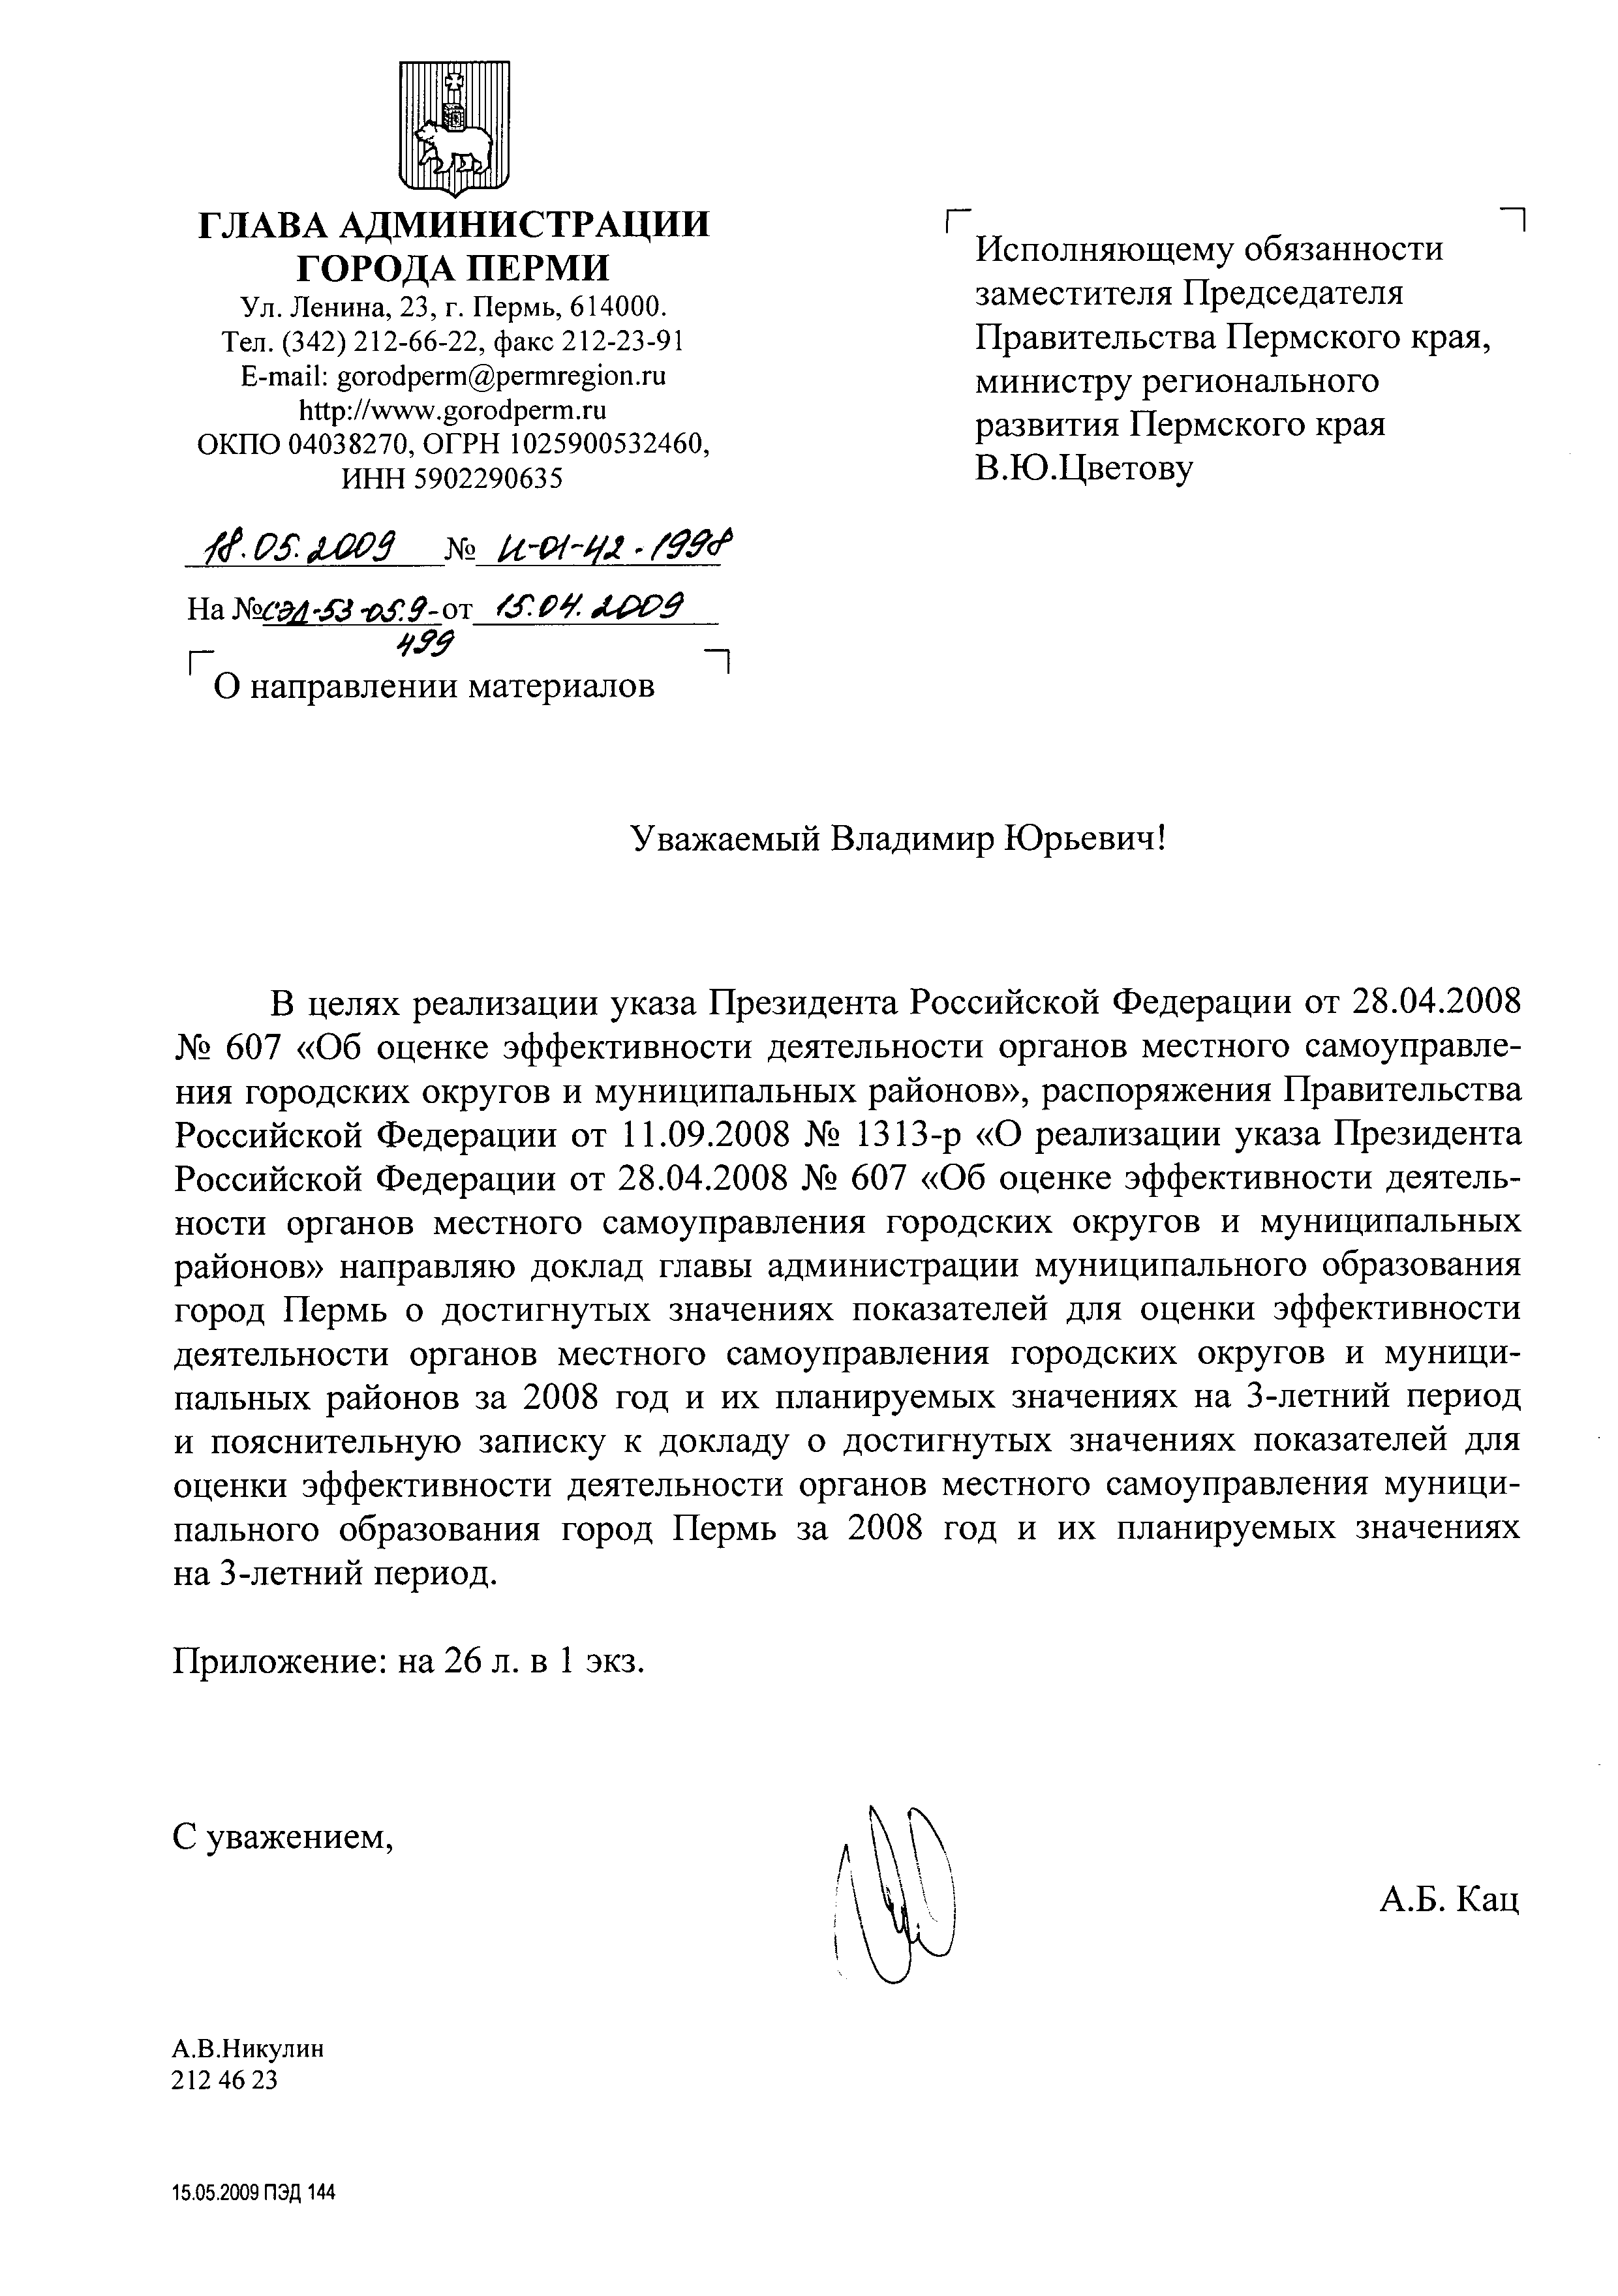 ГЛАВА АДМИНИСТРАЦИИ
ГОРОДА ПЕРМИ
Ул. Ленина, 23, г. Пермь, 614000.
Тел. (342) 212-66-22, факс 212-23-91
E-mail: gorodperm@permregion.ru
http://www.gorodperm.ru
ОКПО 04038270, ОГРН 1025900532460,
ИНН 5902290635
18.05.2009 № И-01-42-1998
На № СЭД-53-05.9- от 15.04.2009
499
О направлении материалов
Исполняющему обязанности
заместителя Председателя
Правительства Пермского края,
министру регионального
развития Пермского края
В.Ю.Цветову
Уважаемый Владимир Юрьевич!
В целях реализации указа Президента Российской Федерации от 28.04.2008
№ 607 «Об оценке эффективности деятельности органов местного самоуправле-
ния городских округов и муниципальных районов», распоряжения Правительства
Российской Федерации от 11.09.2008 № 1313-р «О реализации указа Президента
Российской Федерации от 28.04.2008 № 607 «Об оценке эффективности деятель-
ности органов местного самоуправления городских округов и муниципальных
районов» направляю доклад главы администрации муниципального образования
город Пермь о достигнутых значениях показателей для оценки эффективности
деятельности органов местного самоуправления городских округов и муници-
пальных районов за 2008 год и их планируемых значениях на 3-летний период
и пояснительную записку к докладу о достигнутых значениях показателей для
оценки эффективности деятельности органов местного самоуправления муници-
пального образования город Пермь за 2008 год и их планируемых значениях
на 3-летний период.
Приложение: на 26 л. в 1 экз.
С уважением,
А.Б. Кац
А.В.Никулин
212 46 23
15.05.2009 ПЭД 144